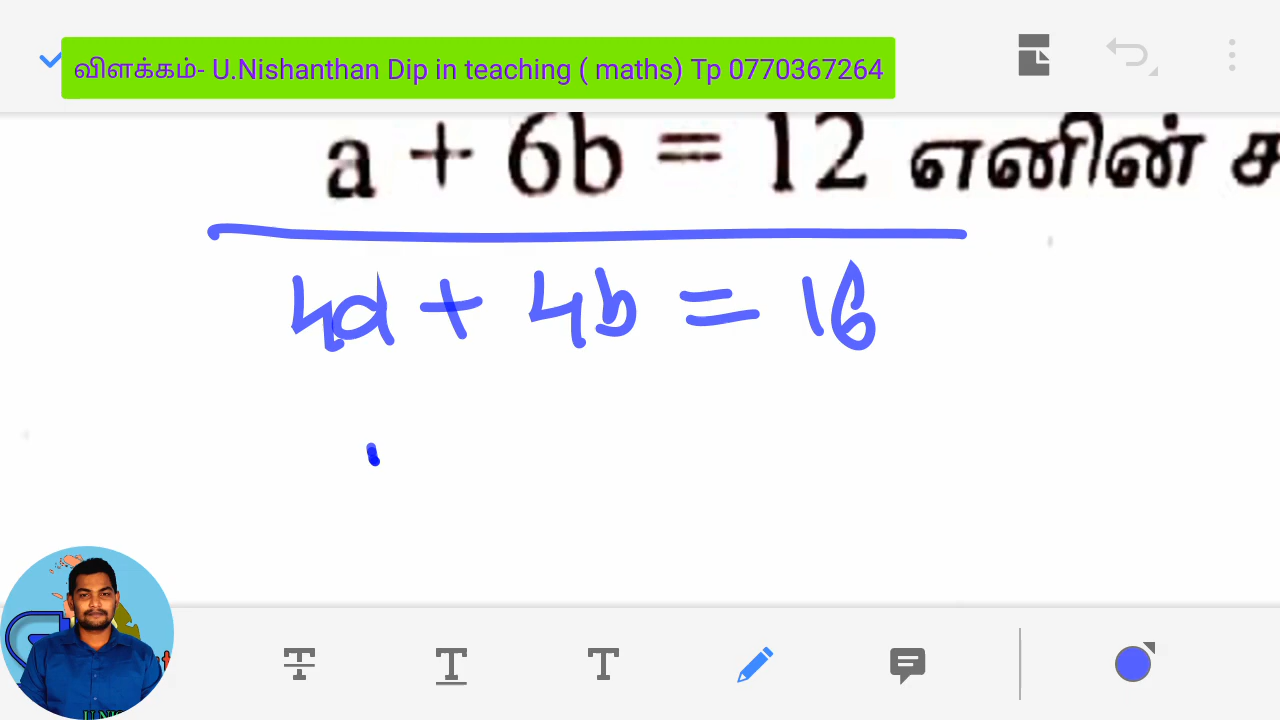 விளக்கம்- U.Nishanthan Dip in teaching ( maths) Tp 0770367264
a + 6b = 12 எனின்
4a + 4b = 16